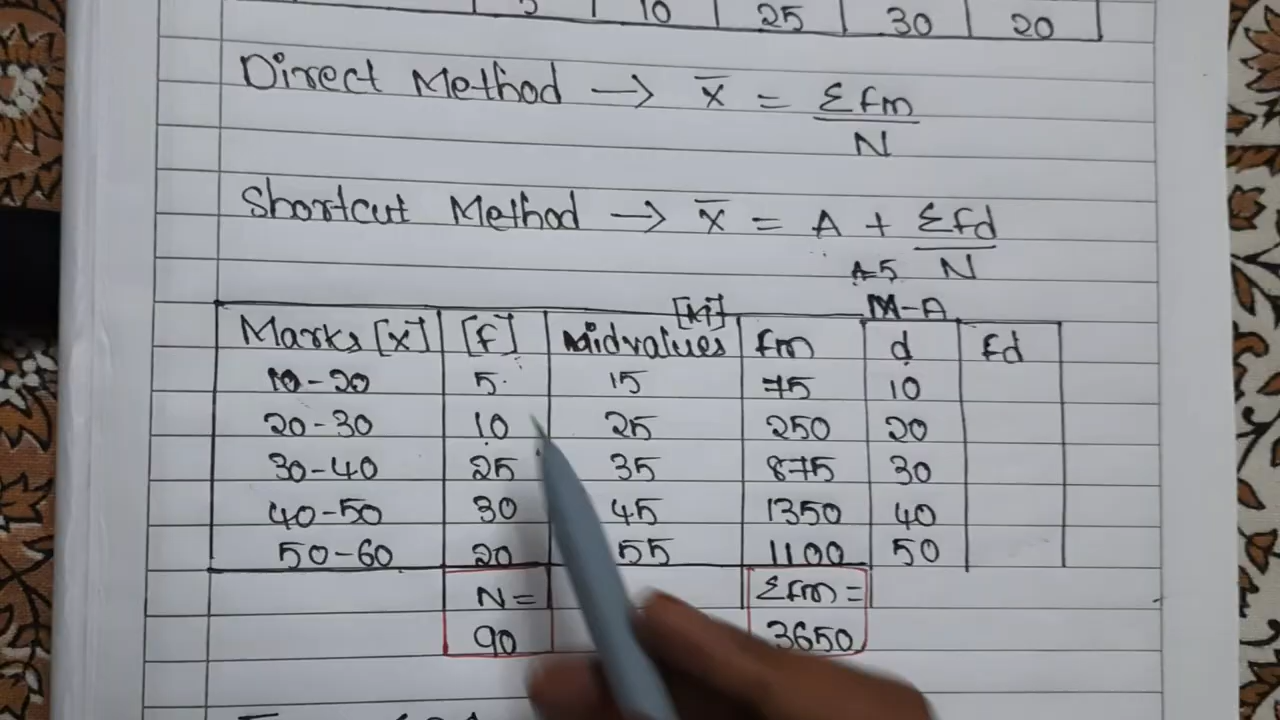 5 10 25 30 20
Direct Method → x̄ = Σfm / N
Shortcut Method → x̄ = A + Σfd / N
A=5
[M] M-A
Marks [x] [f] Midvalues fm d fd
10-20 5 15 75 10
20-30 10 25 250 20
30-40 25 35 875 30
40-50 30 45 1350 40
50-60 20 55 1100 50
N= Σfm =
90 3650